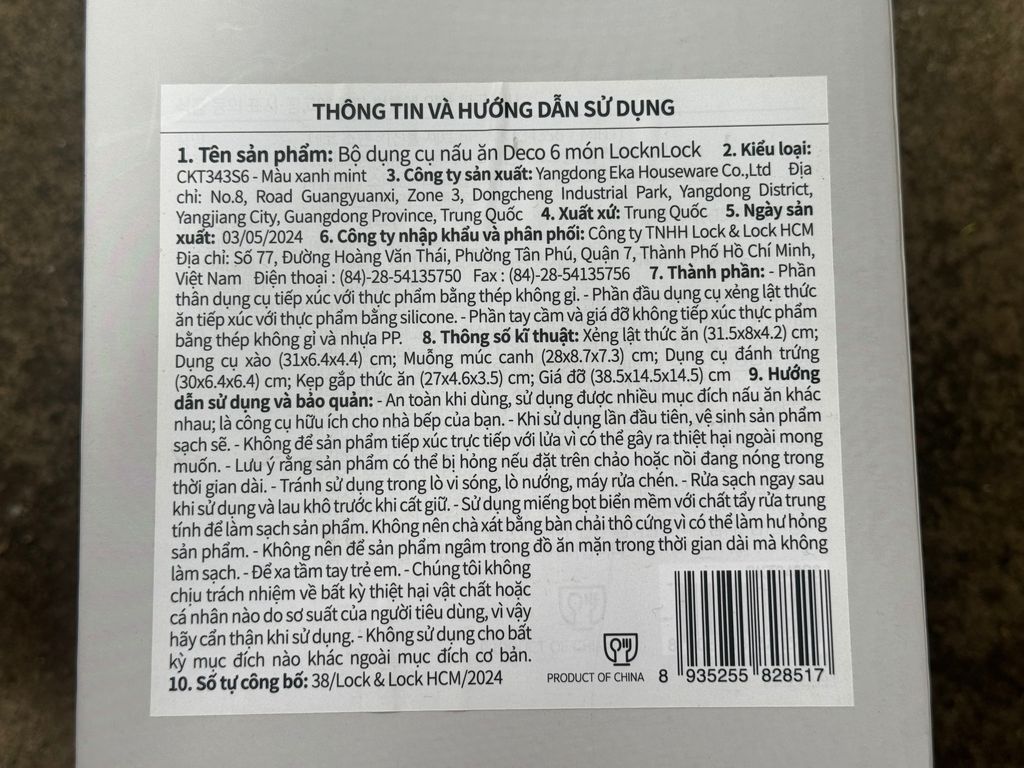 THÔNG TIN VÀ HƯỚNG DẪN SỬ DỤNG
1. Tên sản phẩm: Bộ dụng cụ nấu ăn Deco 6 món LocknLock 2. Kiểu loại:
CKT343S6 - Màu xanh mint 3. Công ty sản xuất: Yangdong Eka Houseware Co.,Ltd Địa
chỉ: No.8, Road Guangyuanxi, Zone 3, Dongcheng Industrial Park, Yangdong District,
Yangjiang City, Guangdong Province, Trung Quốc 4. Xuất xứ: Trung Quốc 5. Ngày sản
xuất: 03/05/2024 6. Công ty nhập khẩu và phân phối: Công ty TNHH Lock & Lock HCM
Địa chỉ: Số 77, Đường Hoàng Văn Thái, Phường Tân Phú, Quận 7, Thành Phố Hồ Chí Minh,
Việt Nam Điện thoại : (84)-28-54135750 Fax : (84)-28-54135756 7. Thành phần: - Phần
thân dụng cụ tiếp xúc với thực phẩm bằng thép không gỉ. - Phần đầu dụng cụ xẻng lật thức
ăn tiếp xúc với thực phẩm bằng silicone. - Phần tay cầm và giá đỡ không tiếp xúc thực phẩm
bằng thép không gỉ và nhựa PP. 8. Thông số kĩ thuật: Xẻng lật thức ăn (31.5x8x4.2) cm;
Dụng cụ xào (31x6.4x4.4) cm; Muỗng múc canh (28x8.7x7.3) cm; Dụng cụ đánh trứng
(30x6.4x6.4) cm; Kẹp gắp thức ăn (27x4.6x3.5) cm; Giá đỡ (38.5x14.5x14.5) cm 9. Hướng
dẫn sử dụng và bảo quản: - An toàn khi dùng, sử dụng được nhiều mục đích nấu ăn khác
nhau; là công cụ hữu ích cho nhà bếp của bạn. - Khi sử dụng lần đầu tiên, vệ sinh sản phẩm
sạch sẽ. - Không để sản phẩm tiếp xúc trực tiếp với lửa vì có thể gây ra thiệt hại ngoài mong
muốn. - Lưu ý rằng sản phẩm có thể bị hỏng nếu đặt trên chảo hoặc nồi đang nóng trong
thời gian dài. - Tránh sử dụng trong lò vi sóng, lò nướng, máy rửa chén. - Rửa sạch ngay sau
khi sử dụng và lau khô trước khi cất giữ. - Sử dụng miếng bọt biển mềm với chất tẩy rửa trung
tính để làm sạch sản phẩm. Không nên chà xát bằng bàn chải thô cứng vì có thể làm hư hỏng
sản phẩm. - Không nên để sản phẩm ngâm trong đồ ăn mặn trong thời gian dài mà không
làm sạch. - Để xa tầm tay trẻ em. - Chúng tôi không
chịu trách nhiệm về bất kỳ thiệt hại vật chất hoặc
cá nhân nào do sơ suất của người tiêu dùng, vì vậy
hãy cẩn thận khi sử dụng. - Không sử dụng cho bất
kỳ mục đích nào khác ngoài mục đích cơ bản.
10. Số tự công bố: 38/Lock & Lock HCM/2024
PRODUCT OF CHINA
8 935255 828517